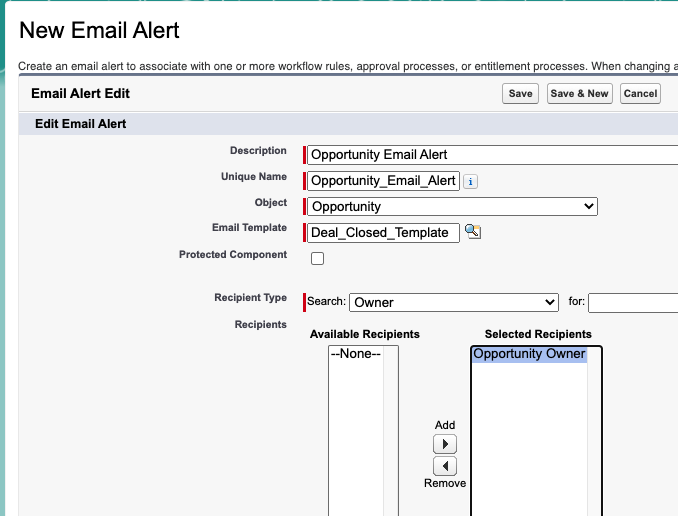 New Email Alert
Create an email alert to associate with one or more workflow rules, approval processes, or entitlement processes. When changing a
Email Alert Edit
Save
Save & New
Cancel
Edit Email Alert
Description
Opportunity Email Alert
Unique Name
Opportunity_Email_Alert
i
Object
Opportunity
Email Template
Deal_Closed_Template
Protected Component
Recipient Type
Search:
Owner
for:
Recipients
Available Recipients
Selected Recipients
--None--
Opportunity Owner
Add
Remove